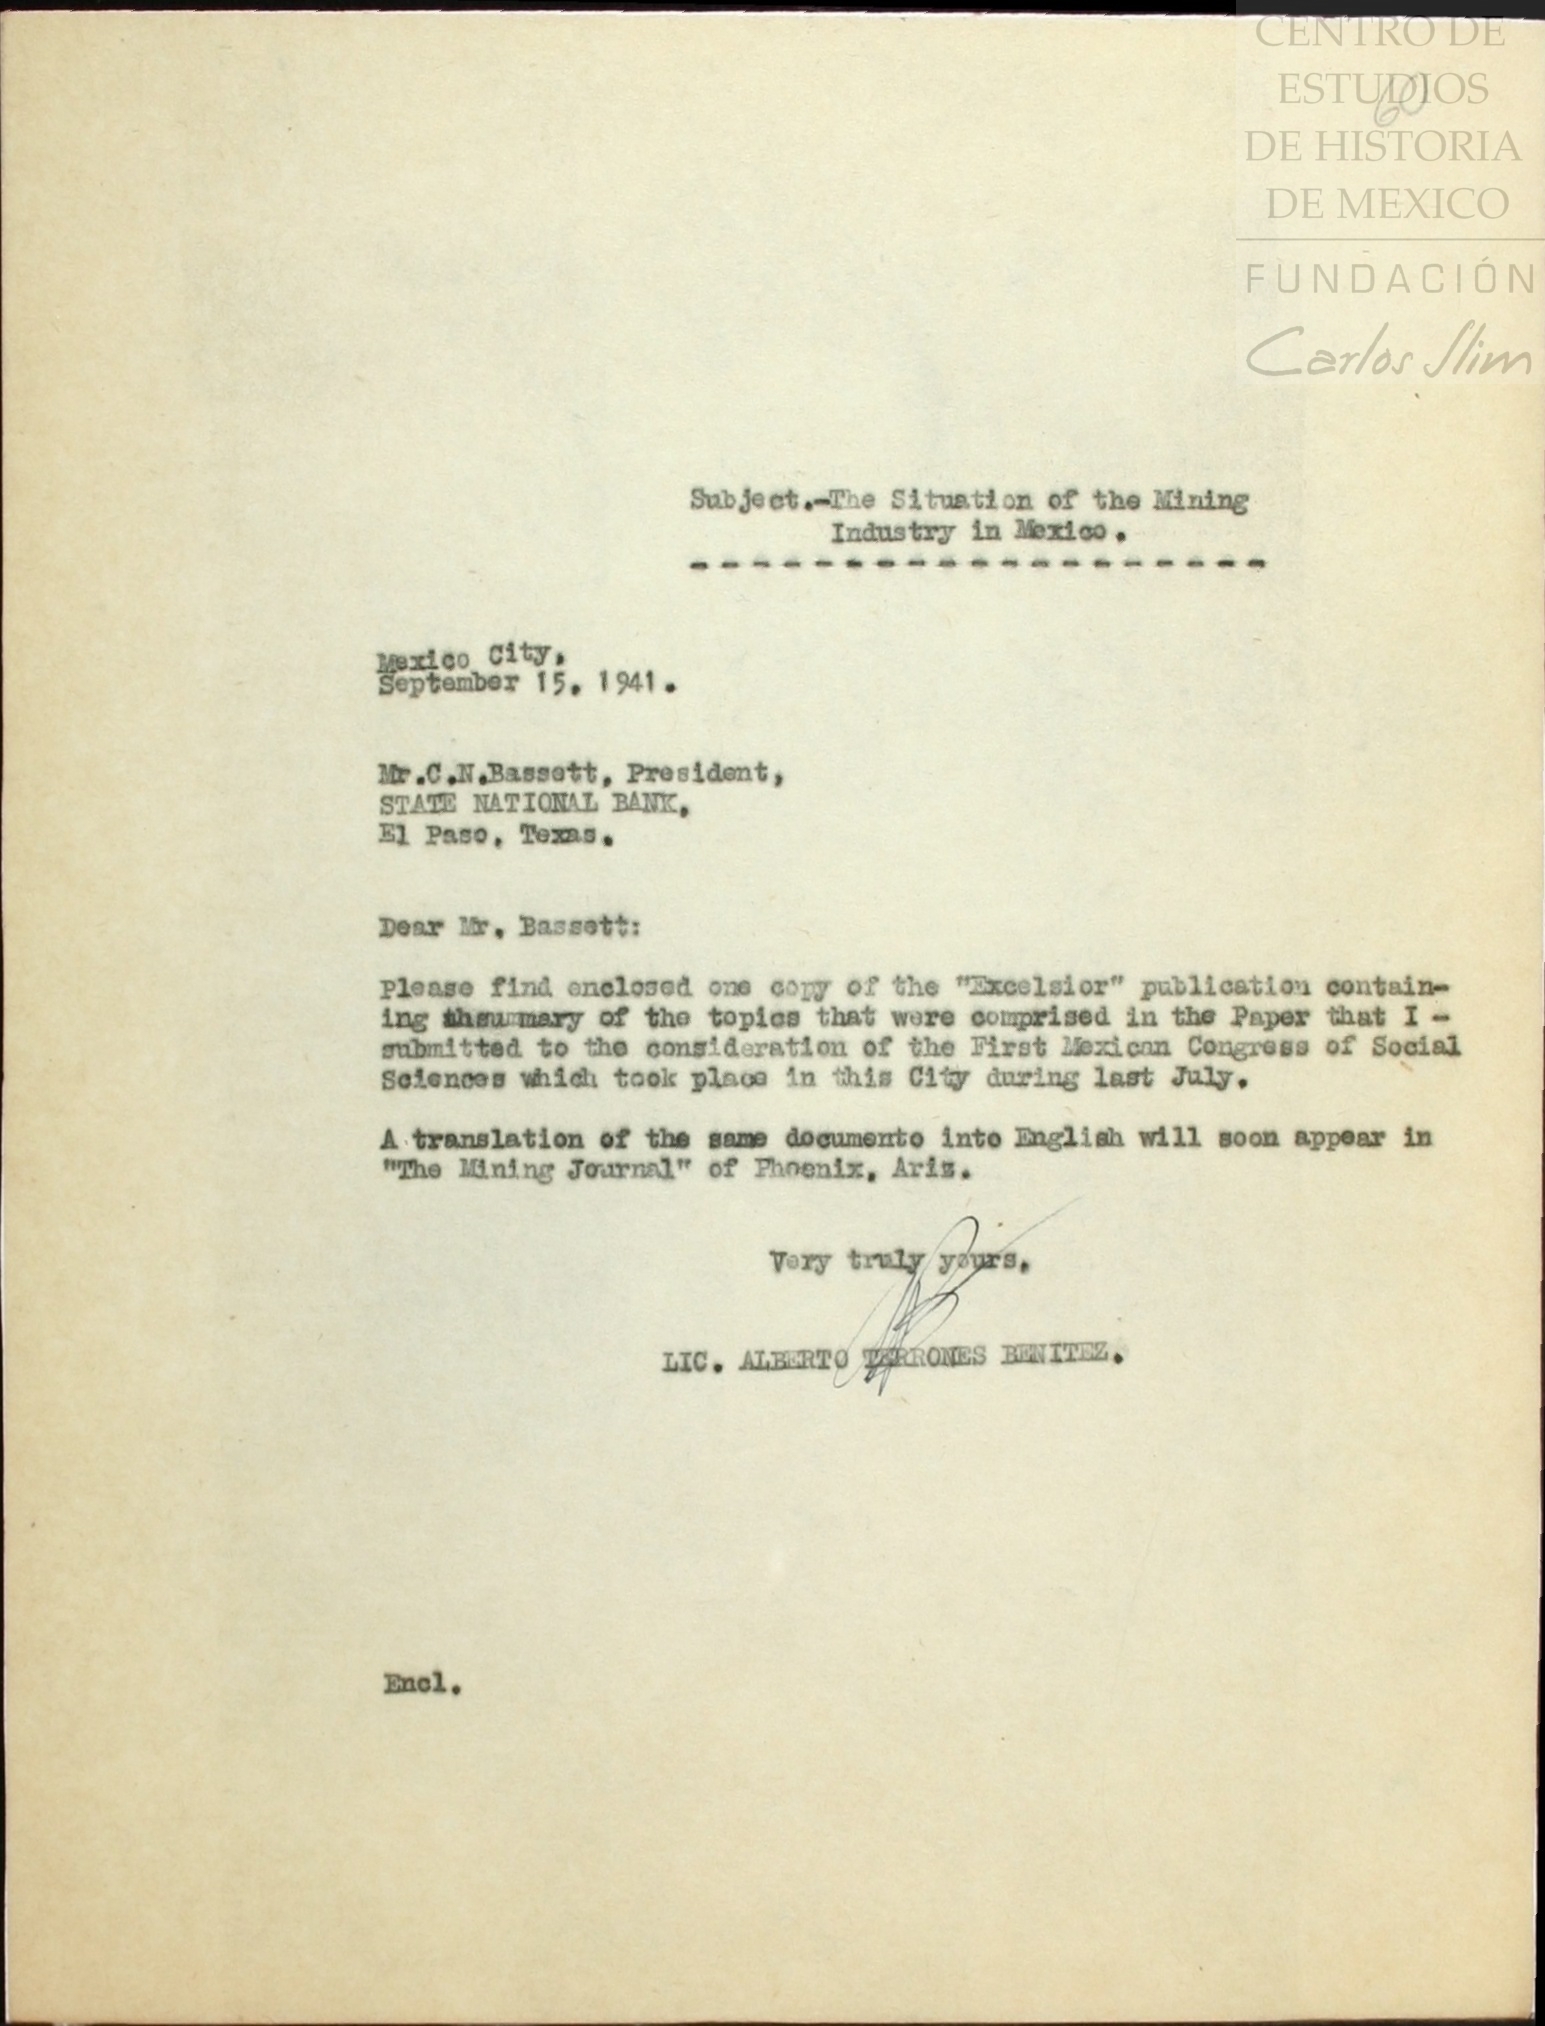 CENTRO DE
ESTUDIOS
60
DE HISTORIA
DE MEXICO
FUNDACIÓN
Carlos Slim
Subject.-The Situation of the Mining
Industry in Mexico.
- - - - - - - - - - - - - - - - - - -
Mexico City,
September 15, 1941.
Mr.C.N.Bassett, President,
STATE NATIONAL BANK,
El Paso, Texas.
Dear Mr. Bassett:
Please find enclosed one copy of the "Excelsior" publication contain-
ing summary of the topics that were comprised in the Paper that I -
submitted to the consideration of the First Mexican Congress of Social
Sciences which took place in this City during last July.
A translation of the same documento into English will soon appear in
"The Mining Journal" of Phoenix, Ariz.
Very truly yours,
LIC. ALBERTO TERRONES BENITEZ.
Encl.